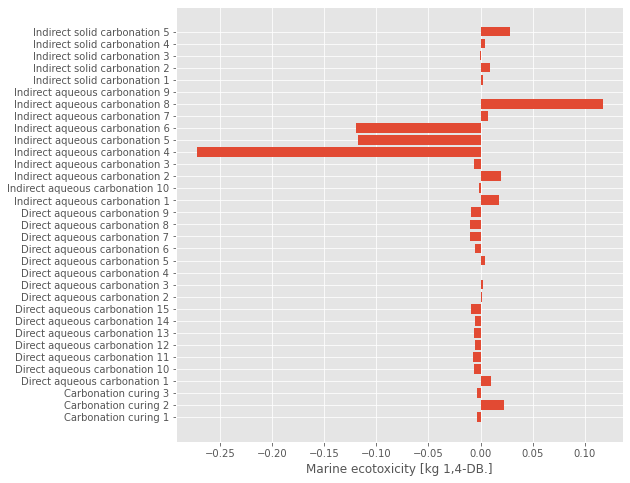 Indirect solid carbonation 5
Indirect solid carbonation 4
Indirect solid carbonation 3
Indirect solid carbonation 2
Indirect solid carbonation 1
Indirect aqueous carbonation 9
Indirect aqueous carbonation 8
Indirect aqueous carbonation 7
Indirect aqueous carbonation 6
Indirect aqueous carbonation 5
Indirect aqueous carbonation 4
Indirect aqueous carbonation 3
Indirect aqueous carbonation 2
Indirect aqueous carbonation 10
Indirect aqueous carbonation 1
Direct aqueous carbonation 9
Direct aqueous carbonation 8
Direct aqueous carbonation 7
Direct aqueous carbonation 6
Direct aqueous carbonation 5
Direct aqueous carbonation 4
Direct aqueous carbonation 3
Direct aqueous carbonation 2
Direct aqueous carbonation 15
Direct aqueous carbonation 14
Direct aqueous carbonation 13
Direct aqueous carbonation 12
Direct aqueous carbonation 11
Direct aqueous carbonation 10
Direct aqueous carbonation 1
Carbonation curing 3
Carbonation curing 2
Carbonation curing 1
−0.25 −0.20 −0.15 −0.10 −0.05 0.00 0.05 0.10
Marine ecotoxicity [kg 1,4-DB.]